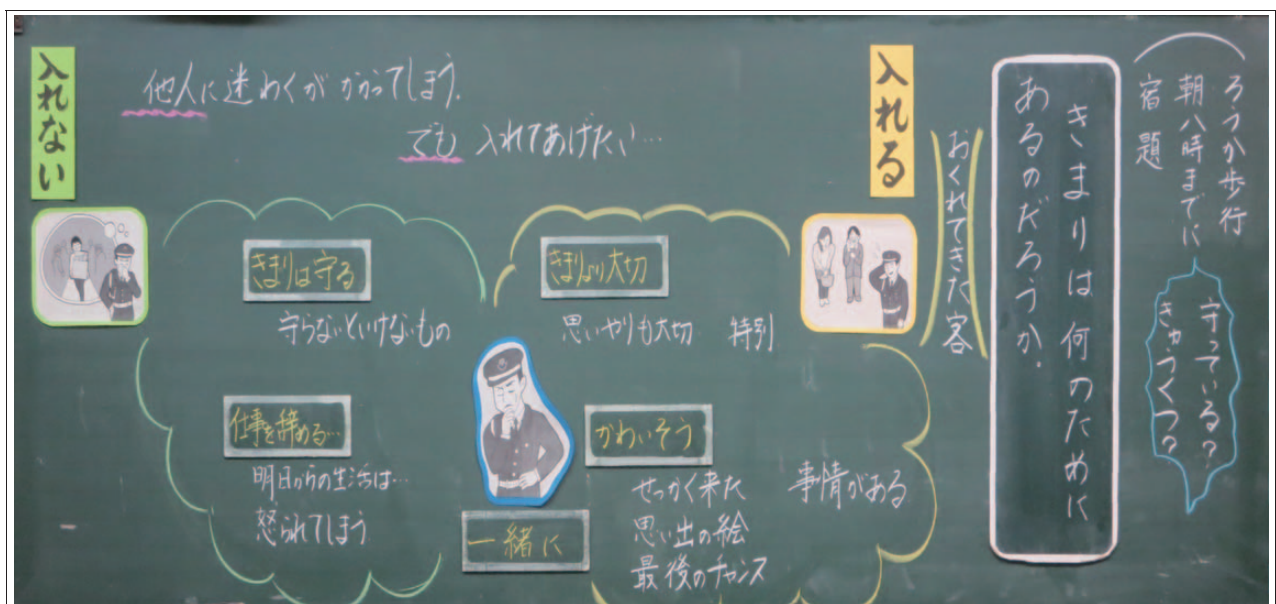 ろうか歩行
朝八時までに
宿題
守っている？
きゅうくつ？
きまりは何のために
あるのだろうか。
おくれてきた客
入れる
きまりより大切
思いやりも大切　特別
かわいそう
せっかく来た
思い出の絵
最後のチャンス
事情がある
一緒に
他人に迷わくがかかってしまう。
でも入れてあげたい…
入れない
きまりは守る
守らないといけないもの
仕事を辞める…
明日からの生活は…
怒られてしまう